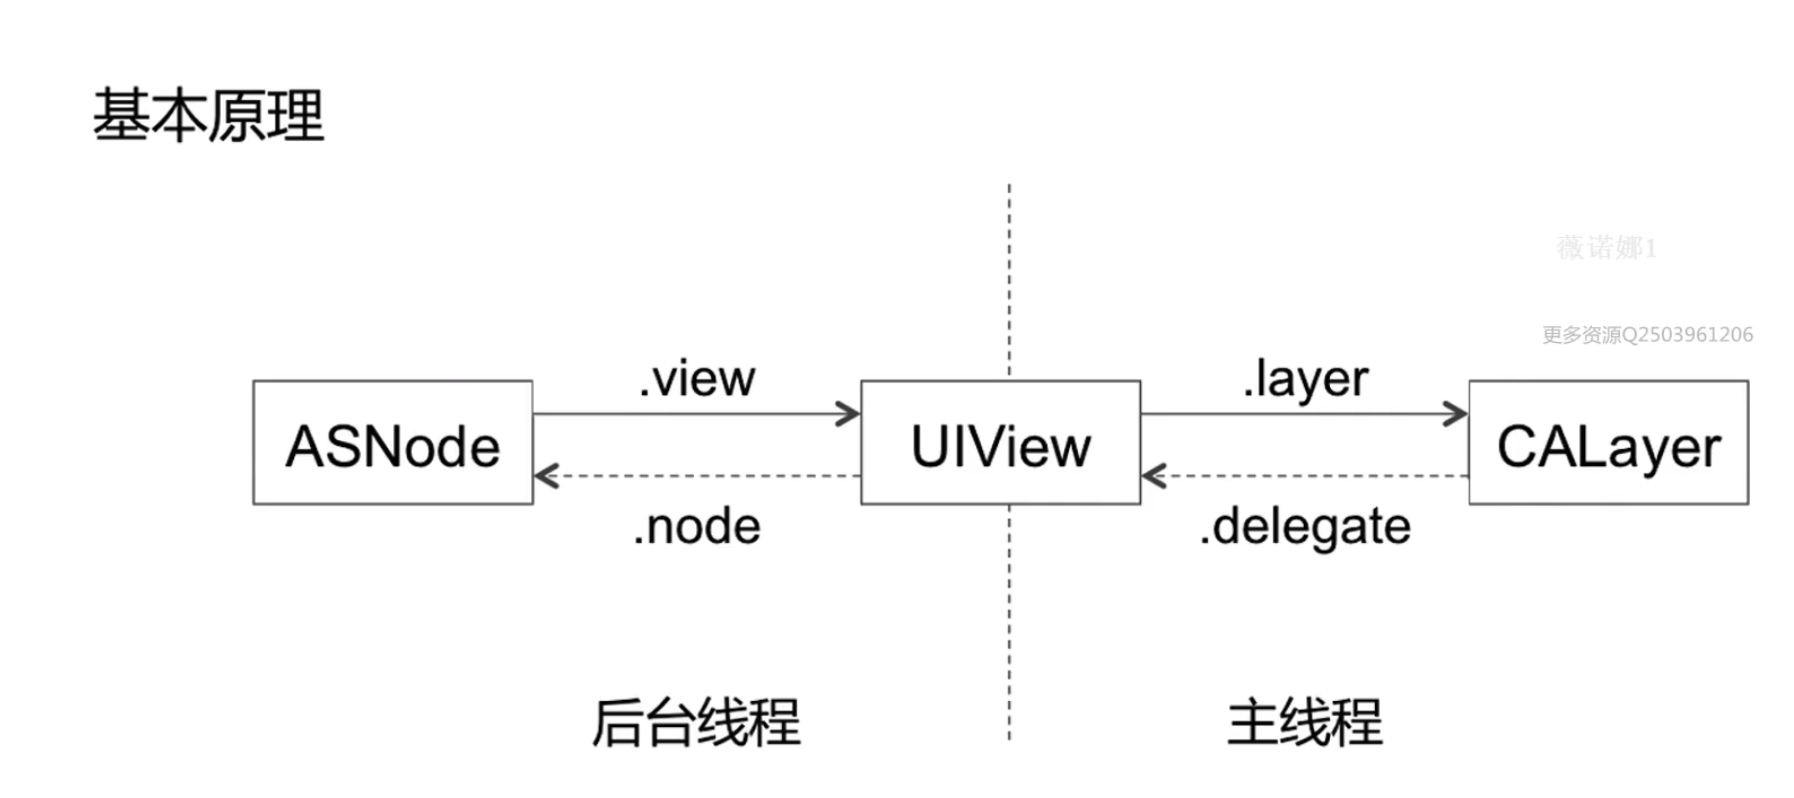 基本原理
薇诺娜1
更多资源Q2503961206
.view
.layer
ASNode
UIView
CALayer
.node
.delegate
后台线程
主线程